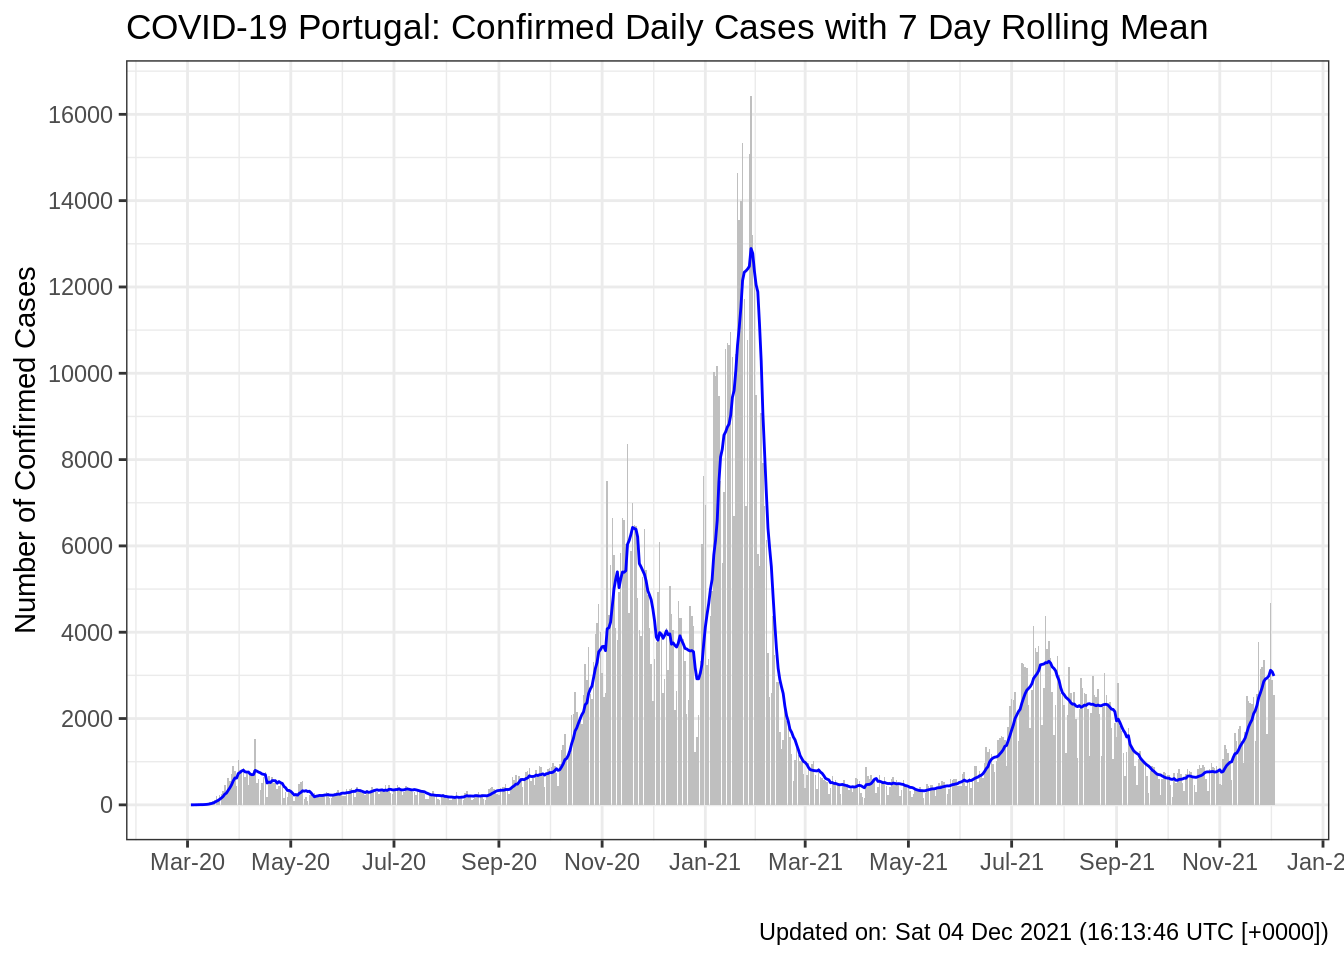 COVID-19 Portugal: Confirmed Daily Cases with 7 Day Rolling Mean
Number of Confirmed Cases
16000
14000
12000
10000
8000
6000
4000
2000
0
Mar-20 May-20 Jul-20 Sep-20 Nov-20 Jan-21 Mar-21 May-21 Jul-21 Sep-21 Nov-21 Jan-2
Updated on: Sat 04 Dec 2021 (16:13:46 UTC [+0000])